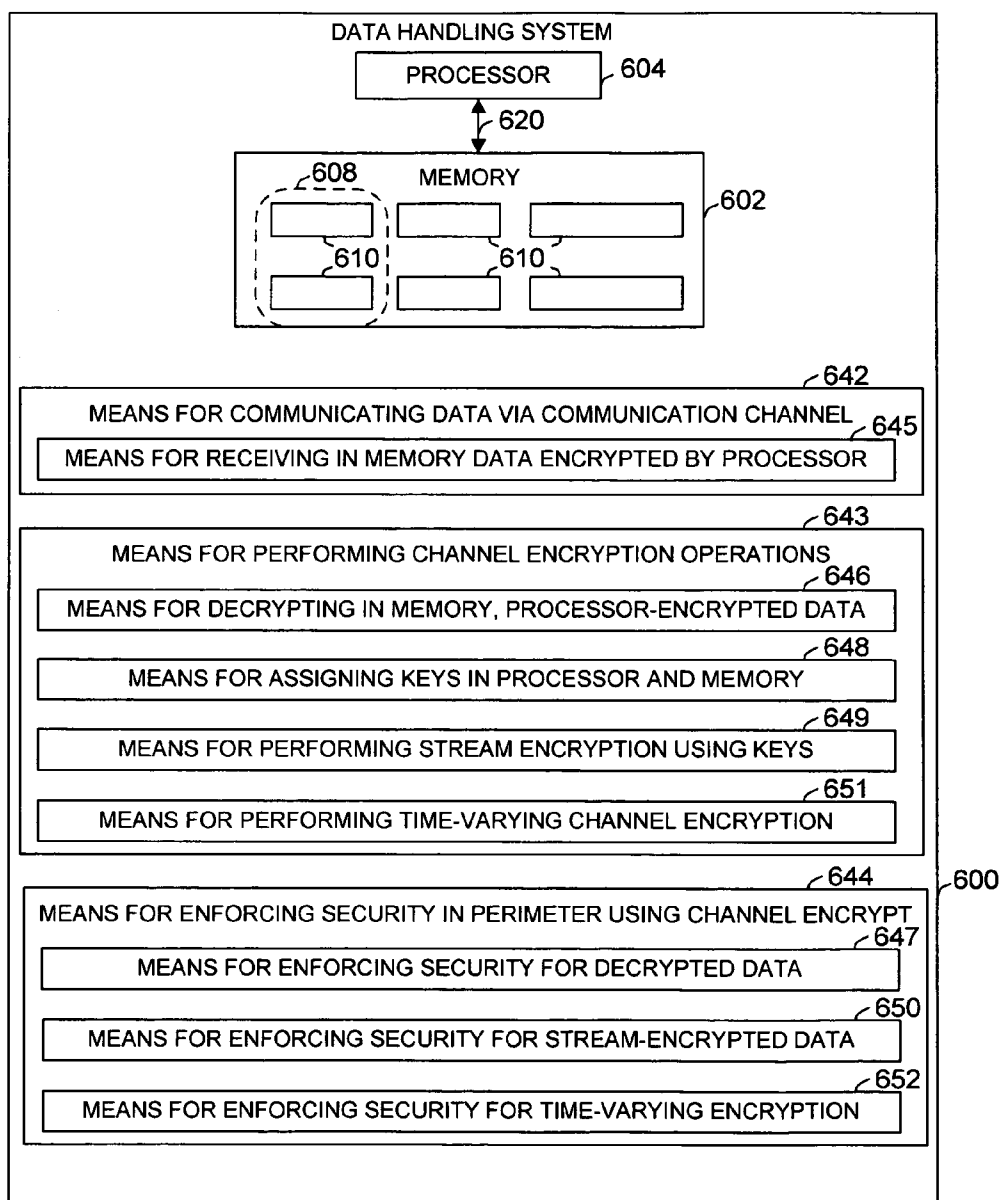 DATA HANDLING SYSTEM
PROCESSOR
604
620
608
MEMORY
602
610
610
642
MEANS FOR COMMUNICATING DATA VIA COMMUNICATION CHANNEL
645
MEANS FOR RECEIVING IN MEMORY DATA ENCRYPTED BY PROCESSOR
643
MEANS FOR PERFORMING CHANNEL ENCRYPTION OPERATIONS
646
MEANS FOR DECRYPTING IN MEMORY, PROCESSOR-ENCRYPTED DATA
648
MEANS FOR ASSIGNING KEYS IN PROCESSOR AND MEMORY
649
MEANS FOR PERFORMING STREAM ENCRYPTION USING KEYS
651
MEANS FOR PERFORMING TIME-VARYING CHANNEL ENCRYPTION
644
600
MEANS FOR ENFORCING SECURITY IN PERIMETER USING CHANNEL ENCRYPT
647
MEANS FOR ENFORCING SECURITY FOR DECRYPTED DATA
650
MEANS FOR ENFORCING SECURITY FOR STREAM-ENCRYPTED DATA
652
MEANS FOR ENFORCING SECURITY FOR TIME-VARYING ENCRYPTION